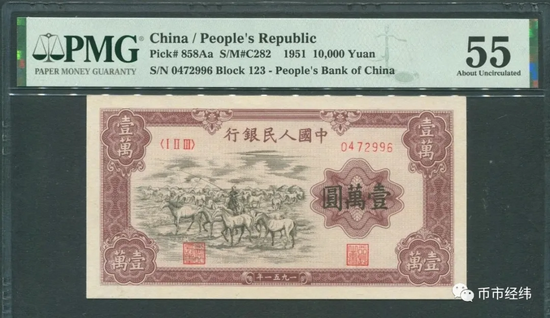 PMG
PAPER MONEY GUARANTY
China / People's Republic
Pick# 858Aa S/M#C282 1951 10,000 Yuan
S/N 0472996 Block 123 - People's Bank of China
55
About Uncirculated
壹萬
行銀民人國中
壹萬
〈I II III〉
0472996
圓萬壹
壹萬
年一五九一
壹萬
币市经纬